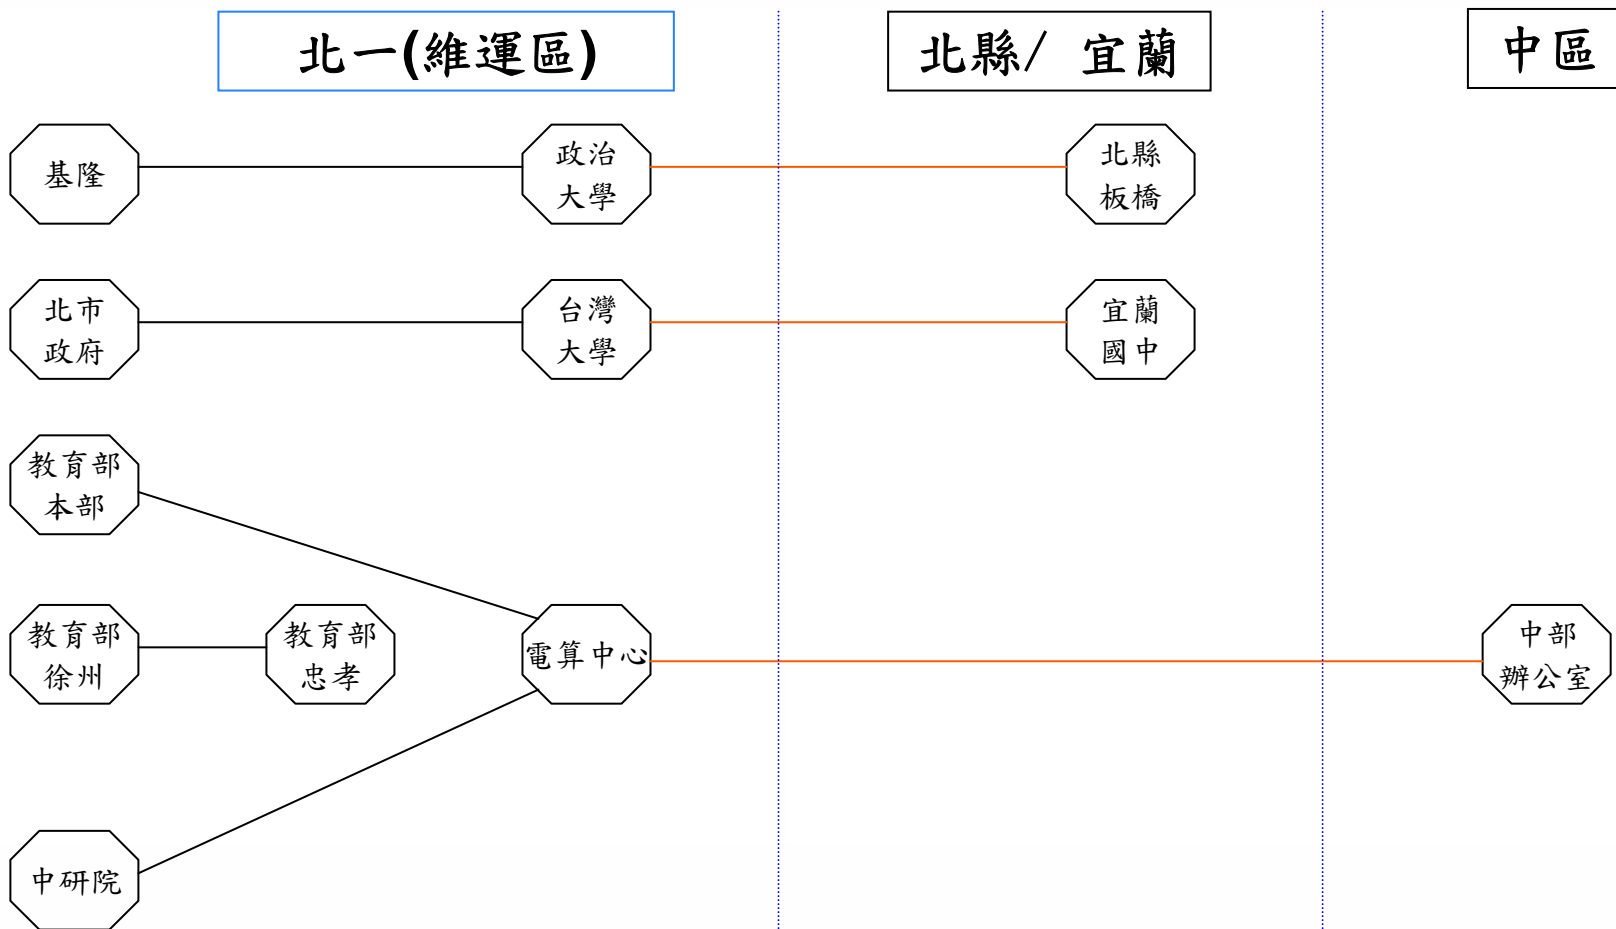 北一(維運區)
北縣/ 宜蘭
中區
基隆
政治
大學
北縣
板橋
北市
政府
台灣
大學
宜蘭
國中
教育部
本部
教育部
徐州
教育部
忠孝
電算中心
中部
辦公室
中研院